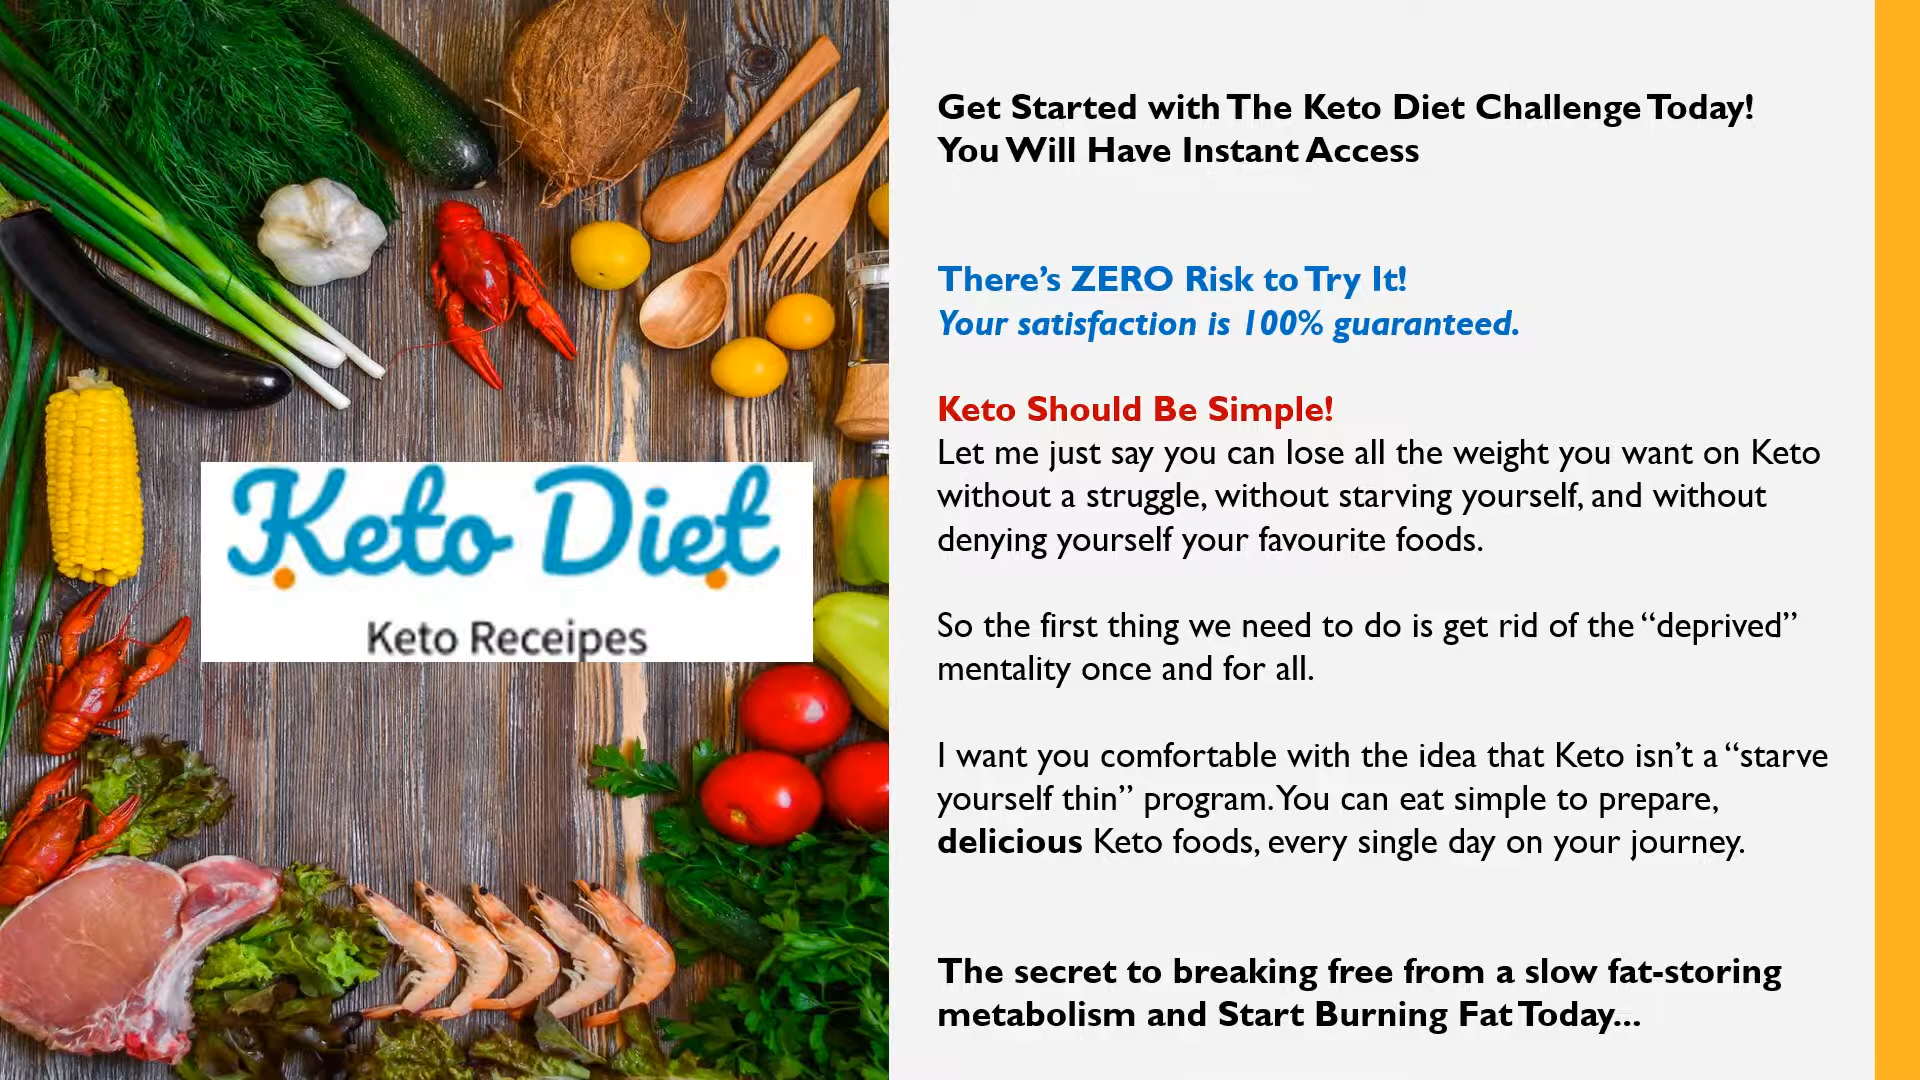 Keto Diet
Keto Receipes
Get Started with The Keto Diet Challenge Today!
You Will Have Instant Access
There’s ZERO Risk to Try It!
Your satisfaction is 100% guaranteed.
Keto Should Be Simple!
Let me just say you can lose all the weight you want on Keto
without a struggle, without starving yourself, and without
denying yourself your favourite foods.
So the first thing we need to do is get rid of the “deprived”
mentality once and for all.
I want you comfortable with the idea that Keto isn’t a “starve
yourself thin” program. You can eat simple to prepare,
delicious Keto foods, every single day on your journey.
The secret to breaking free from a slow fat-storing
metabolism and Start Burning Fat Today...